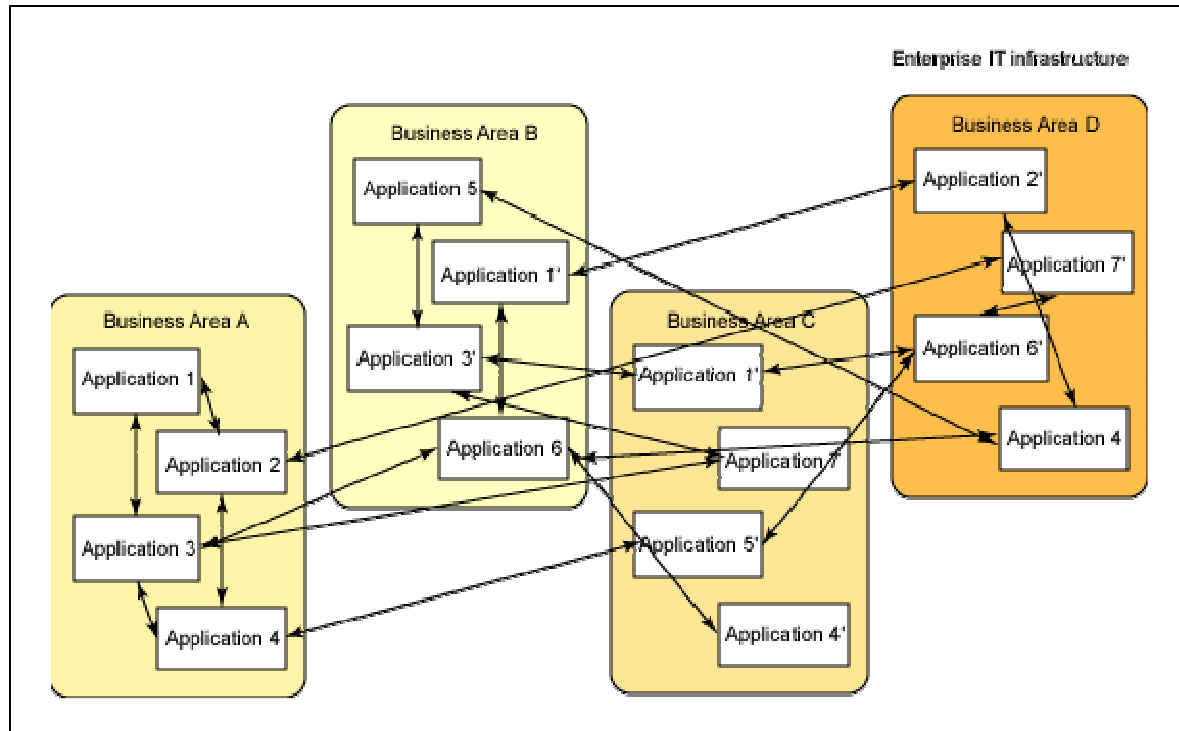 Enterprise IT infrastructure
Business Area A
Application 1
Application 2
Application 3
Application 4
Business Area B
Application 5
Application 1'
Application 3'
Application 6
Business Area C
Application 1'
Application 7
Application 5'
Application 4'
Business Area D
Application 2'
Application 7'
Application 6'
Application 4